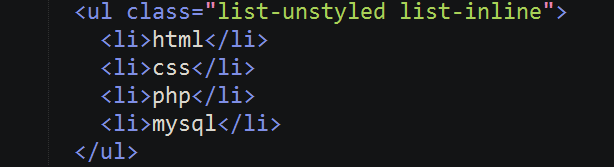 <ul class="list-unstyled list-inline">
<li>html</li>
<li>css</li>
<li>php</li>
<li>mysql</li>
</ul>